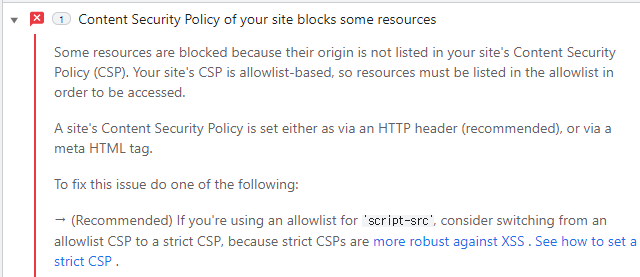 1 Content Security Policy of your site blocks some resources
Some resources are blocked because their origin is not listed in your site's Content Security
Policy (CSP). Your site's CSP is allowlist-based, so resources must be listed in the allowlist in
order to be accessed.
A site's Content Security Policy is set either as via an HTTP header (recommended), or via a
meta HTML tag.
To fix this issue do one of the following:
→ (Recommended) If you're using an allowlist for 'script-src', consider switching from an
allowlist CSP to a strict CSP, because strict CSPs are more robust against XSS . See how to set a
strict CSP .